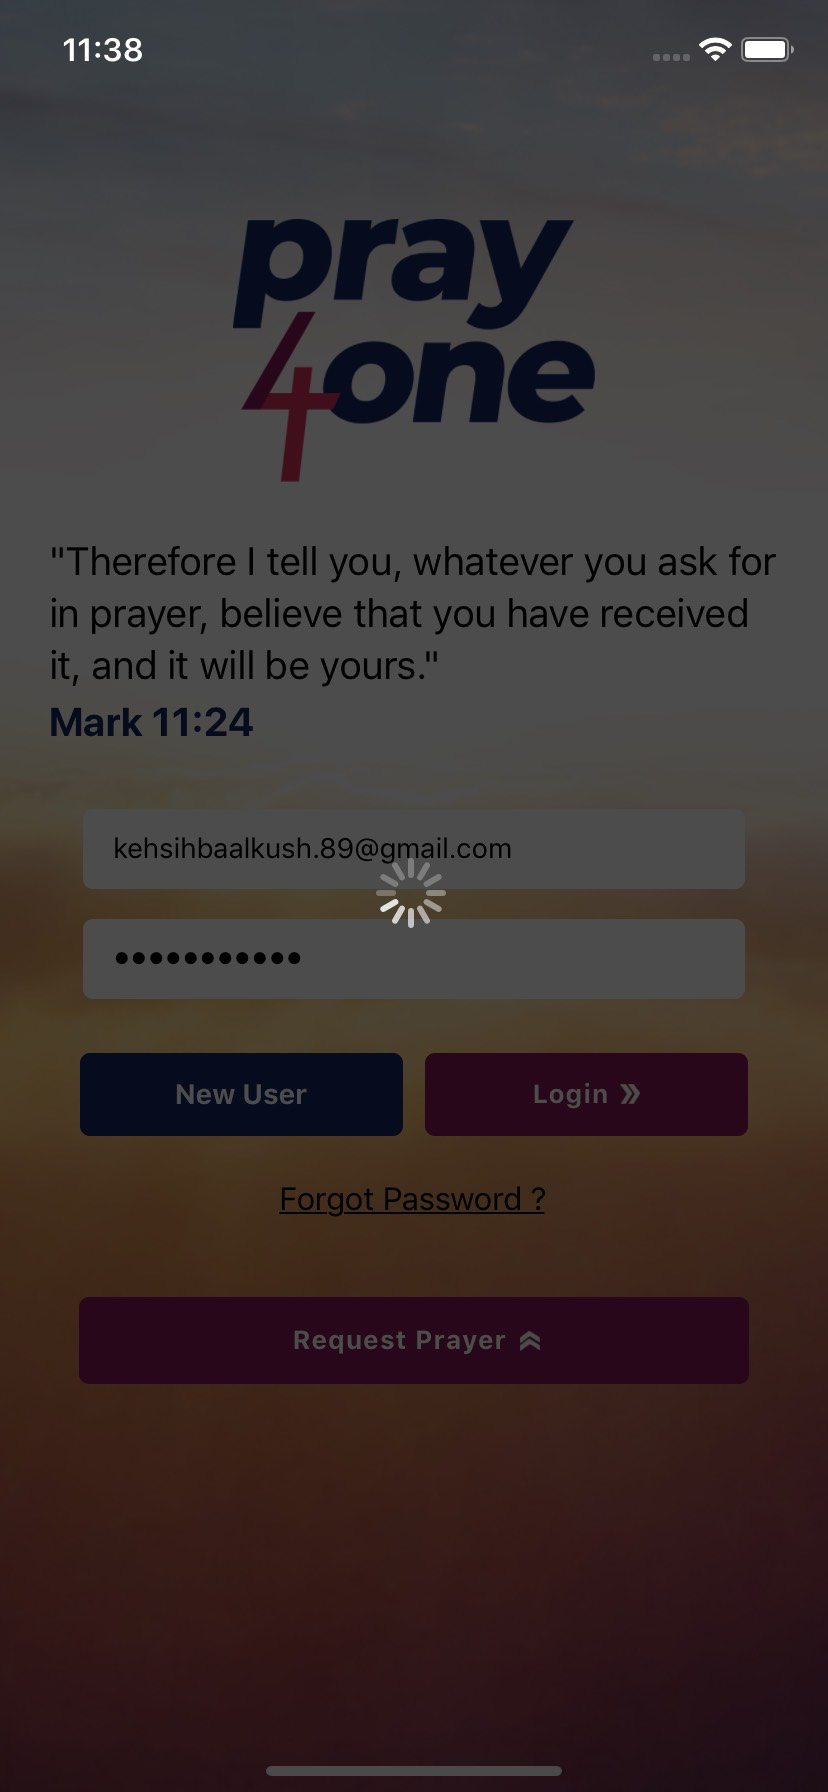 11:38
pray
4one
"Therefore I tell you, whatever you ask for
in prayer, believe that you have received
it, and it will be yours."
Mark 11:24
kehsihbaalkush.89@gmail.com
•••••••••••
New User
Login »
Forgot Password ?
Request Prayer